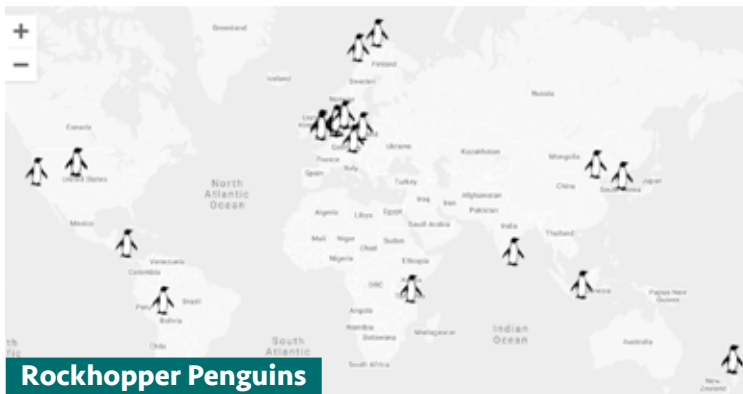 +
Greenland
−
Finland
Iceland
Sweden
Russia
Norway
Canada
Ukraine
Kazakhstan
Mongolia
France
United States
Italy
Spain
North
Atlantic
Ocean
Turkey
China
South Korea
Japan
Iraq
Iran
Afghanistan
Pakistan
Algeria
Libya
Egypt
Saudi Arabia
Mexico
India
Thailand
Mali
Niger
Chad
Sudan
Nigeria
Ethiopia
Venezuela
Colombia
DRC
Papua New
Guinea
Peru
Brazil
Bolivia
Angola
Namibia
Botswana
Madagascar
Indian
Ocean
Australia
Chile
South
Atlantic
South Africa
New
Zealand
Rockhopper Penguins